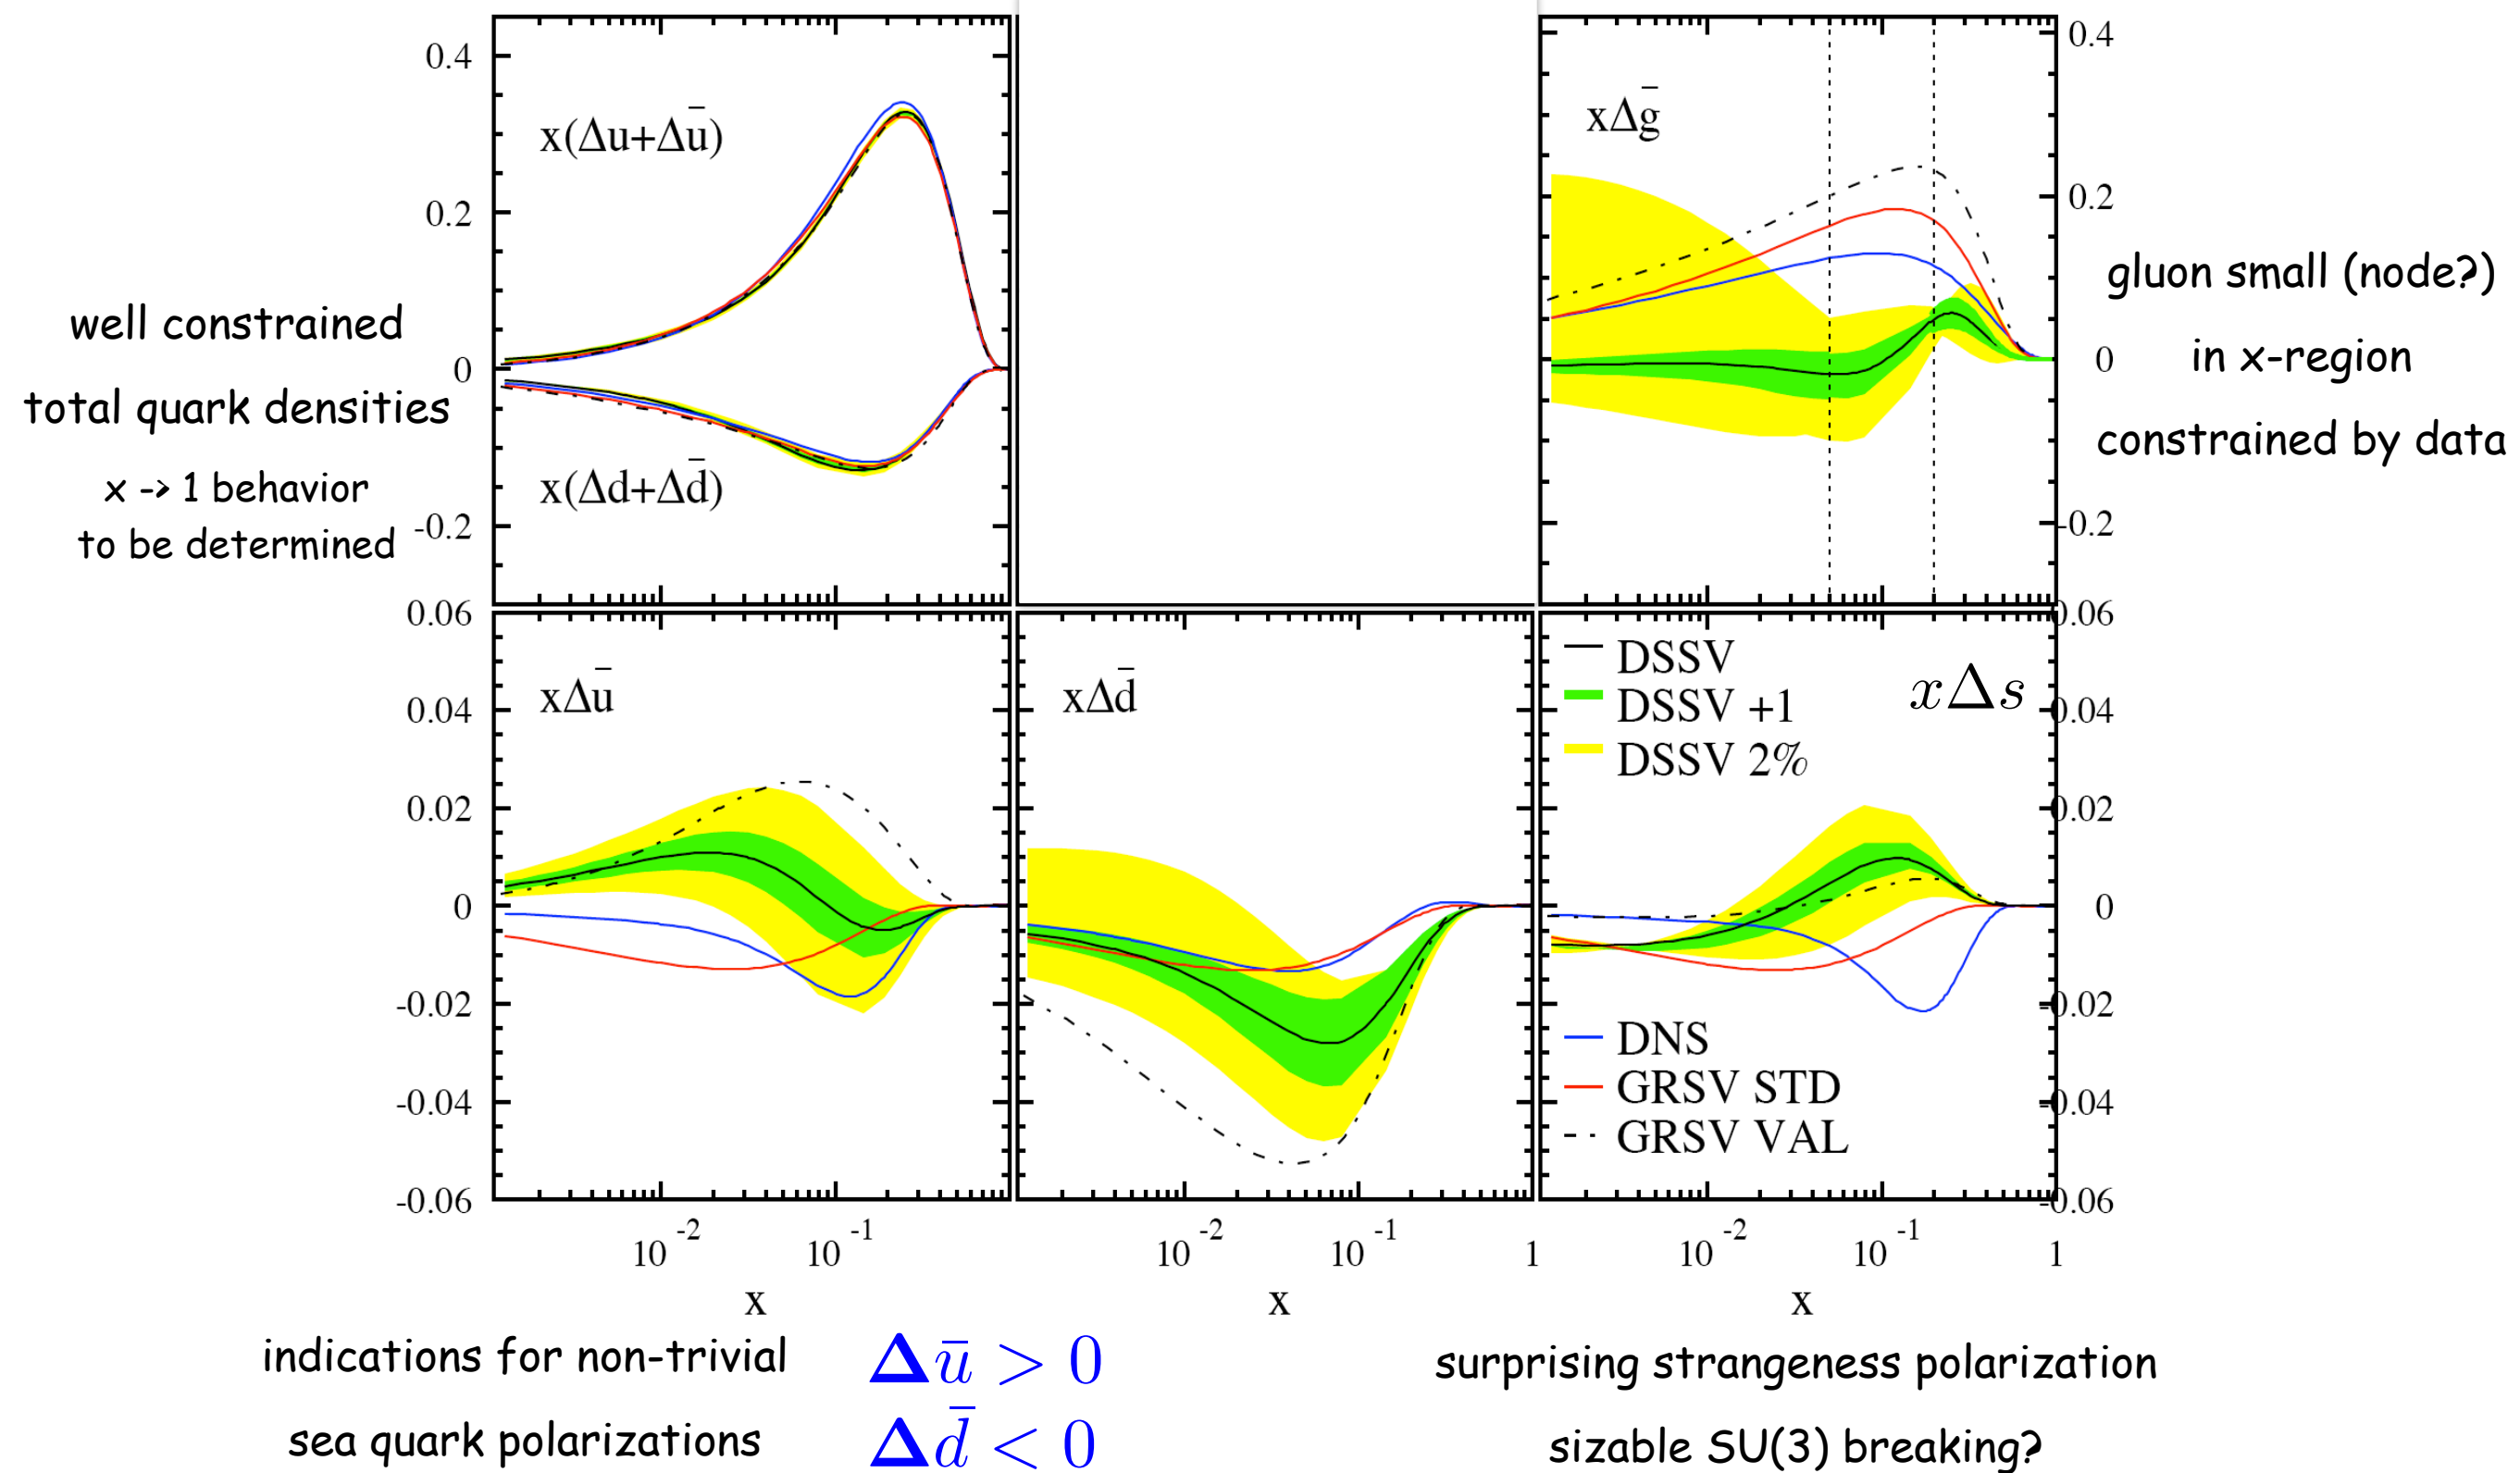 0.4
0.2
0
-0.2
x(Δu+Δū)
x(Δd+Δd̄)
well constrained
total quark densities
x -> 1 behavior
to be determined
xΔḡ
0.4
0.2
0
-0.2
gluon small (node?)
in x-region
constrained by data
0.06
0.04
0.02
0
-0.02
-0.04
-0.06
xΔū
10⁻² 10⁻¹
x
xΔd̄
10⁻² 10⁻¹ 1
x
DSSV
DSSV +1
DSSV 2%
xΔs
DNS
GRSV STD
GRSV VAL
0.06
0.04
0.02
0
-0.02
-0.04
-0.06
10⁻² 10⁻¹ 1
x
indications for non-trivial
sea quark polarizations
Δū > 0
Δd̄ < 0
surprising strangeness polarization
sizable SU(3) breaking?